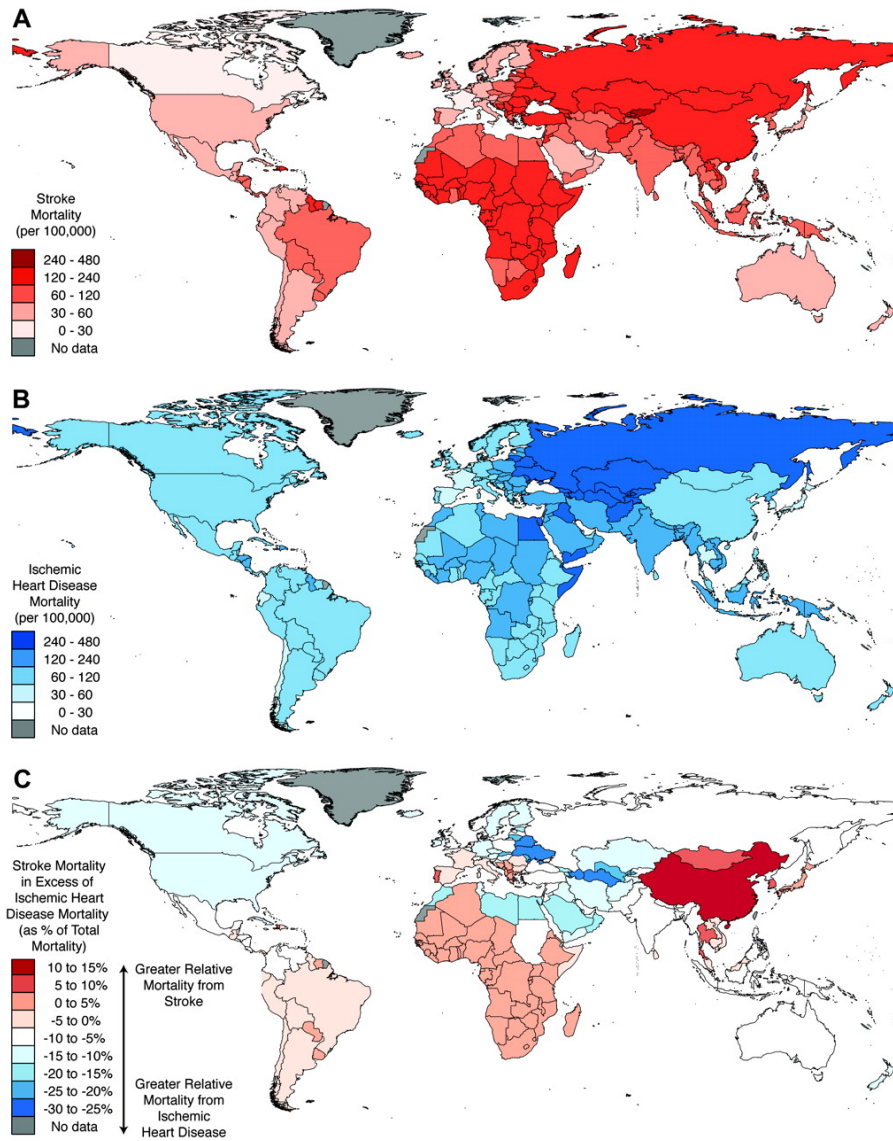 A
Stroke
Mortality
(per 100,000)
240 - 480
120 - 240
60 - 120
30 - 60
0 - 30
No data
B
Ischemic
Heart Disease
Mortality
(per 100,000)
240 - 480
120 - 240
60 - 120
30 - 60
0 - 30
No data
C
Stroke Mortality
in Excess of
Ischemic Heart
Disease Mortality
(as % of Total
Mortality)
10 to 15%
5 to 10%
0 to 5%
-5 to 0%
-10 to -5%
-15 to -10%
-20 to -15%
-25 to -20%
-30 to -25%
No data
Greater Relative
Mortality from
Stroke
Greater Relative
Mortality from
Ischemic
Heart Disease